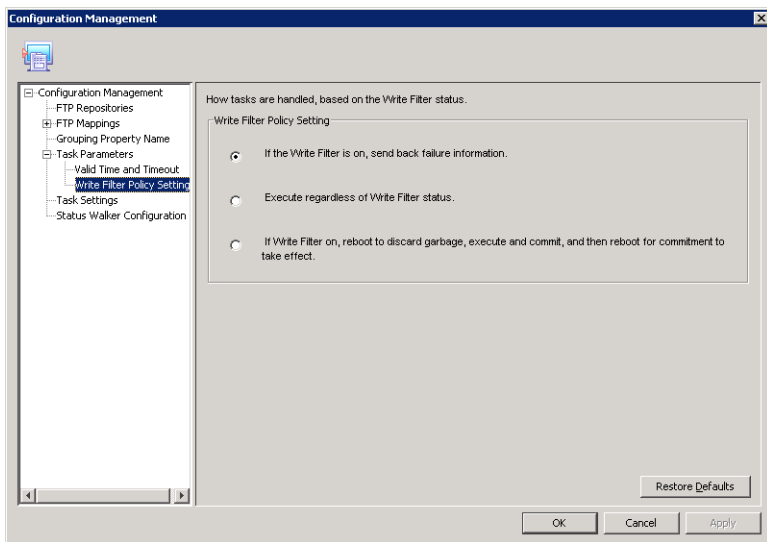 Configuration Management
Configuration Management
FTP Repositories
FTP Mappings
Grouping Property Name
Task Parameters
Valid Time and Timeout
Write Filter Policy Setting
Task Settings
Status Walker Configuration
How tasks are handled, based on the Write Filter status.
Write Filter Policy Setting
If the Write Filter is on, send back failure information.
Execute regardless of Write Filter status.
If Write Filter on, reboot to discard garbage, execute and commit, and then reboot for commitment to
take effect.
Restore Defaults
OK
Cancel
Apply